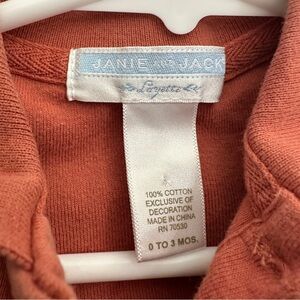 JANIE AND JACK
Layette
100% COTTON
EXCLUSIVE OF
DECORATION
MADE IN CHINA
RN 70530
0 TO 3 MOS.